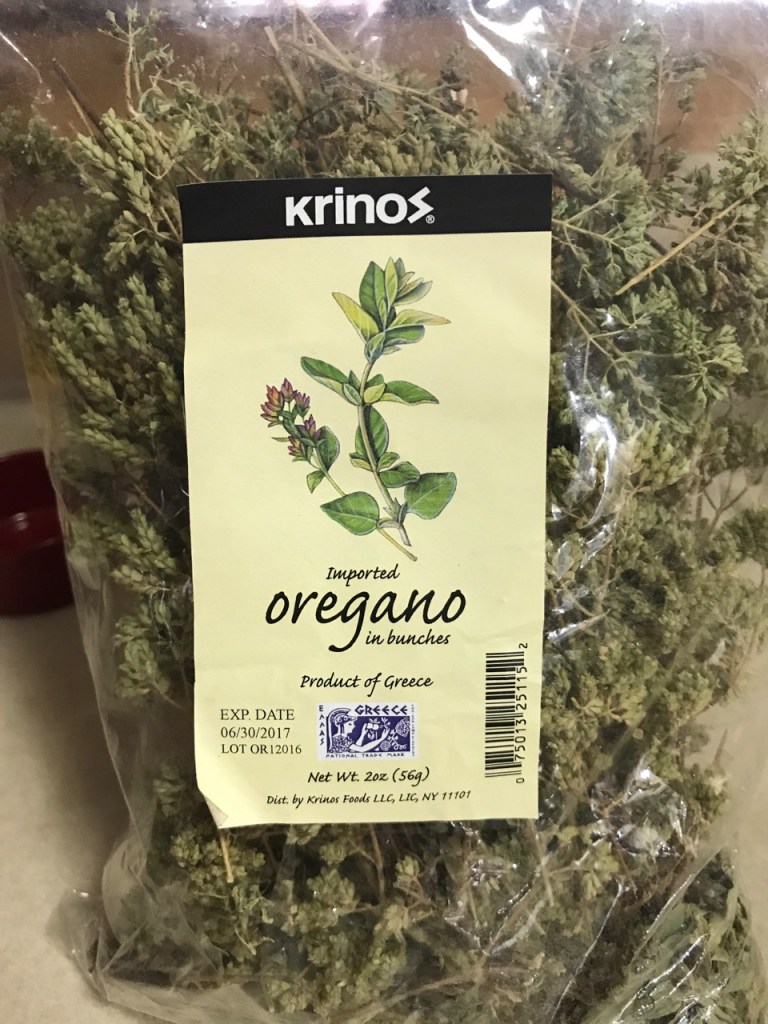 Krinos®
Imported
oregano
in bunches
Product of Greece
EXP. DATE
06/30/2017
LOT OR12016
ΕΛΛΑΣ
GREECE
NATIONAL TRADE MARK
Net Wt. 2oz (56g)
Dist. by Krinos Foods LLC, LIC, NY 11101
0 75013 25115 2